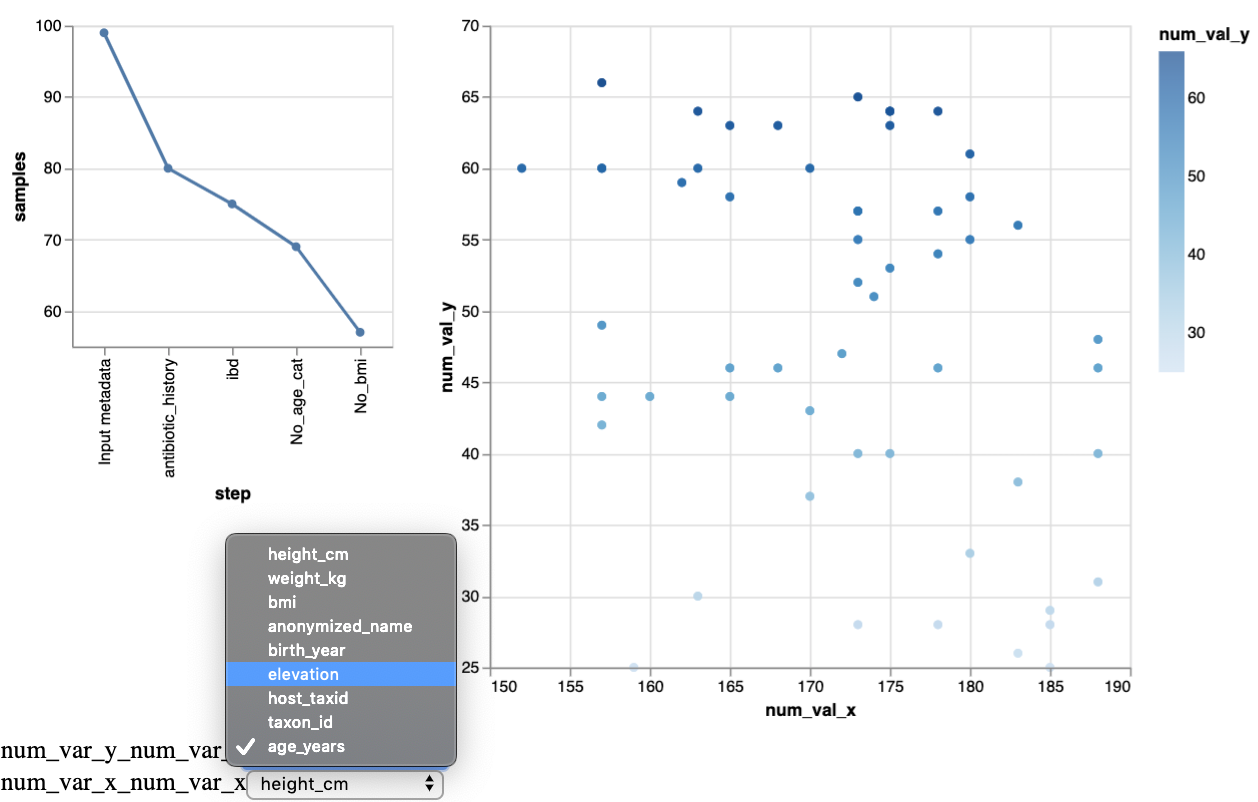 100
90
80
70
60
samples
Input metadata
antibiotic_history
ibd
No_age_cat
No_bmi
step
70
65
60
55
50
45
40
35
30
25
num_val_y
150 155 160 165 170 175 180 185 190
num_val_x
num_val_y
60
50
40
30
height_cm
weight_kg
bmi
anonymized_name
birth_year
elevation
host_taxid
taxon_id
age_years
num_var_y_num_var_
num_var_x_num_var_x height_cm